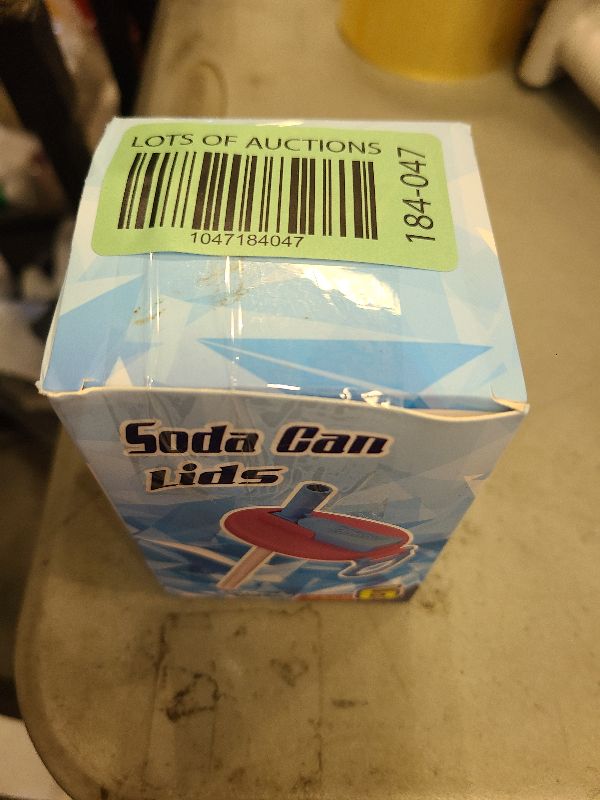 LOTS OF AUCTIONS
1047184047
184-047
Soda Can
Lids